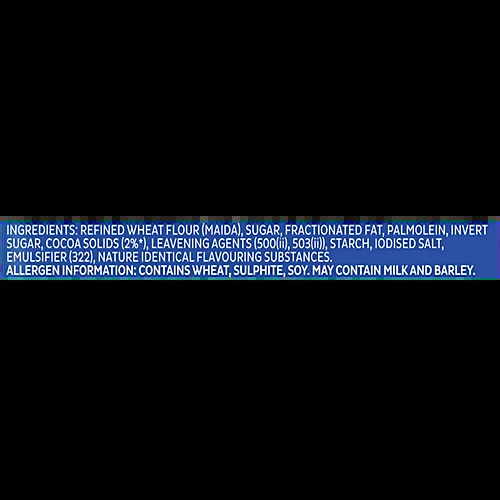 INGREDIENTS: REFINED WHEAT FLOUR (MAIDA), SUGAR, FRACTIONATED FAT, PALMOLEIN, INVERT
SUGAR, COCOA SOLIDS (2%*), LEAVENING AGENTS (500(ii), 503(ii)), STARCH, IODISED SALT,
EMULSIFIER (322), NATURE IDENTICAL FLAVOURING SUBSTANCES.
ALLERGEN INFORMATION: CONTAINS WHEAT, SULPHITE, SOY. MAY CONTAIN MILK AND BARLEY.